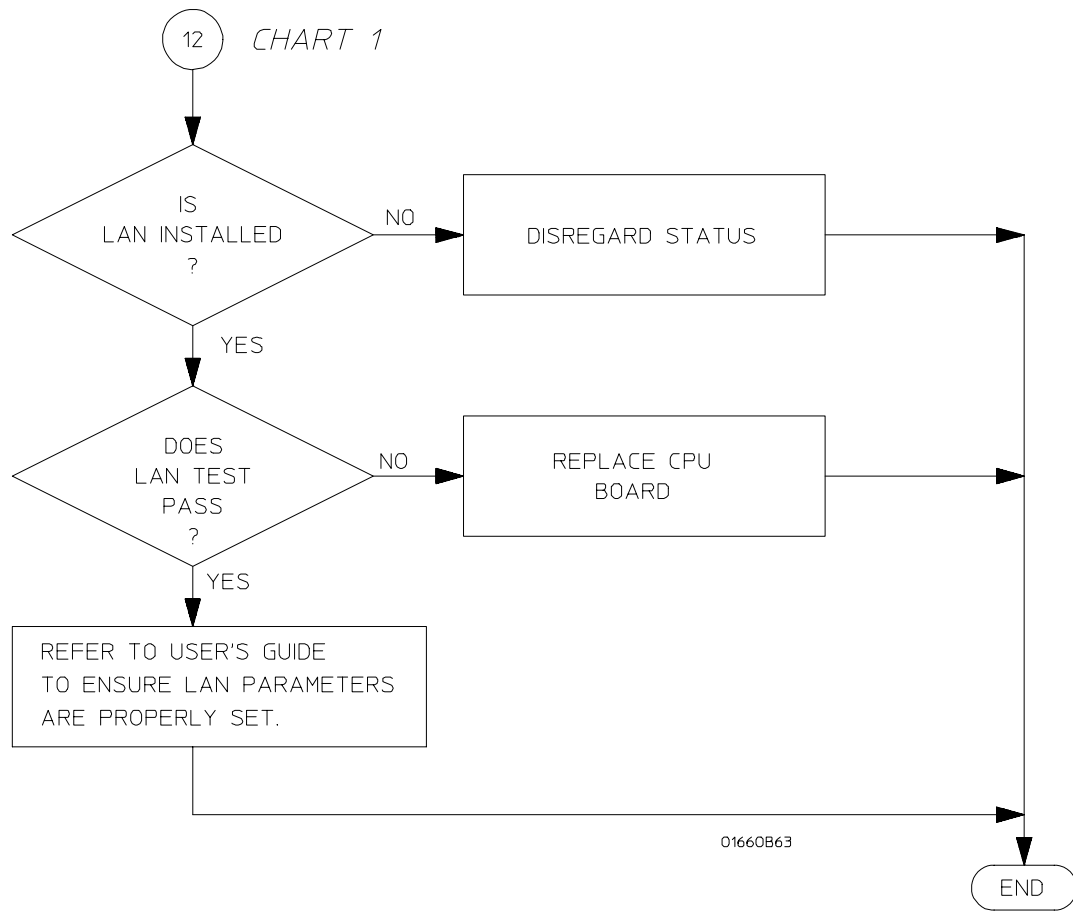 12 CHART 1
IS
LAN INSTALLED
?
NO
DISREGARD STATUS
YES
DOES
LAN TEST
PASS
?
NO
REPLACE CPU
BOARD
YES
REFER TO USER'S GUIDE
TO ENSURE LAN PARAMETERS
ARE PROPERLY SET.
01660B63
END